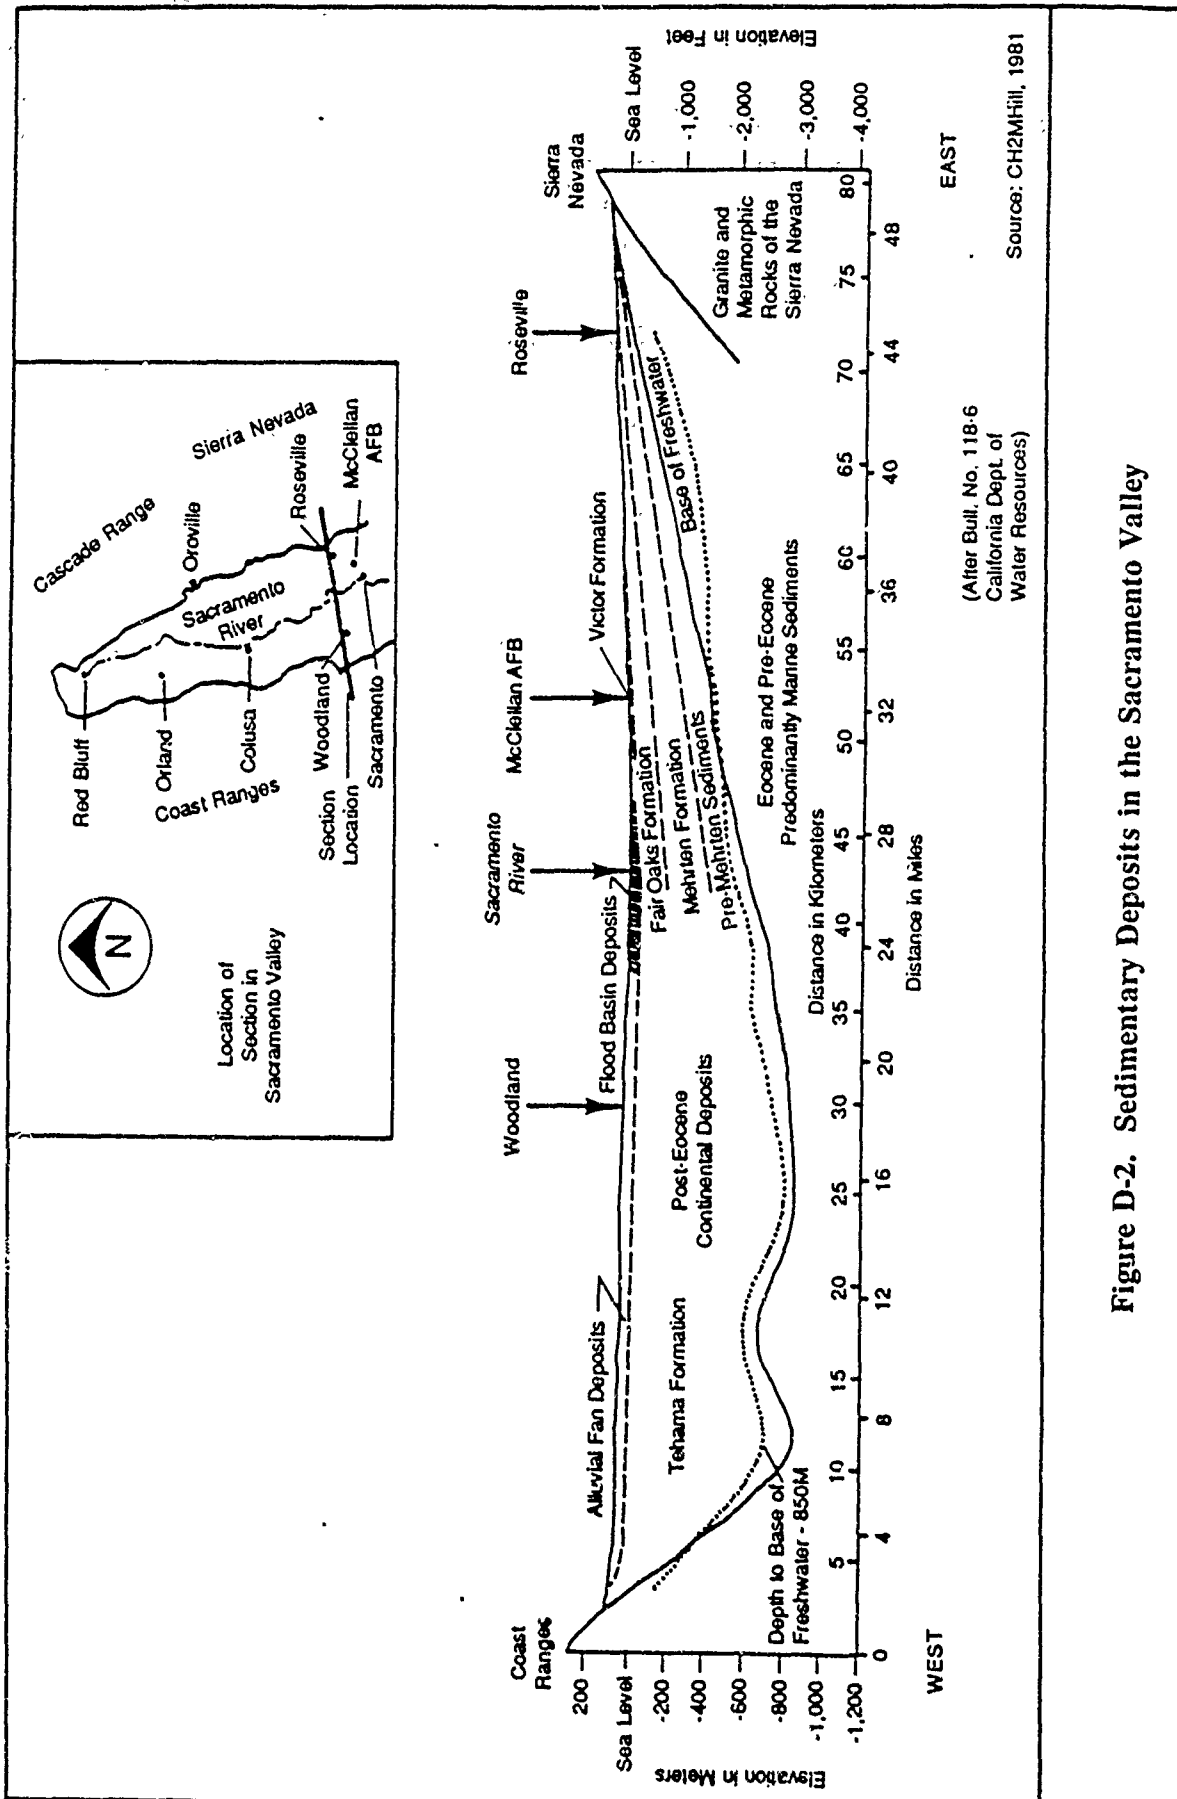 N
Location of
Section in
Sacramento Valley
Red Bluff
Orland
Coast Ranges
Colusa
Section
Location
Woodland
Sacramento
Sacramento
River
Cascade Range
Oroville
Sierra Nevada
Roseville
McClellan
AFB
Coast
Ranges
Woodland
Sacramento
River
McClellan AFB
Roseville
Sierra
Nevada
Elevation in Meters
200
Sea Level
-200
-400
-600
-800
-1,000
-1,200
Alluvial Fan Deposits
Flood Basin Deposits
Victor Formation
Tehama Formation
Post-Eocene
Continental Deposits
Fair Oaks Formation
Mehrten Formation
Pre-Mehrten Sediments
Base of Freshwater
Granite and
Metamorphic
Rocks of the
Sierra Nevada
Depth to Base of
Freshwater - 850M
Eocene and Pre-Eocene
Predominantly Marine Sediments
Elevation in Feet
Sea Level
-1,000
-2,000
-3,000
-4,000
Distance in Kilometers
5 10 15 20 25 30 35 40 45 50 55 60 65 70 75 80
0 4 8 12 16 20 24 28 32 36 40 44 48
Distance in Miles
WEST
EAST
(After Bull. No. 118-6
California Dept. of
Water Resources)
Source: CH2MHill, 1981
Figure D-2. Sedimentary Deposits in the Sacramento Valley